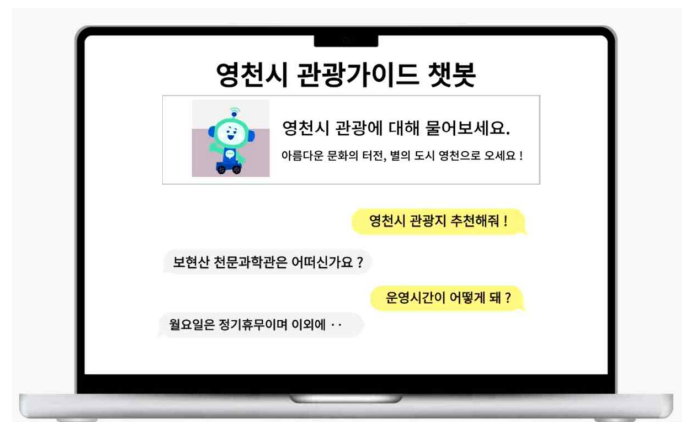 영천시 관광가이드 챗봇
영천시 관광에 대해 물어보세요.
아름다운 문화의 터전, 별의 도시 영천으로 오세요 !
영천시 관광지 추천해줘 !
보현산 천문과학관은 어떠신가요 ?
운영시간이 어떻게 돼 ?
월요일은 정기휴무이며 이외에 ··